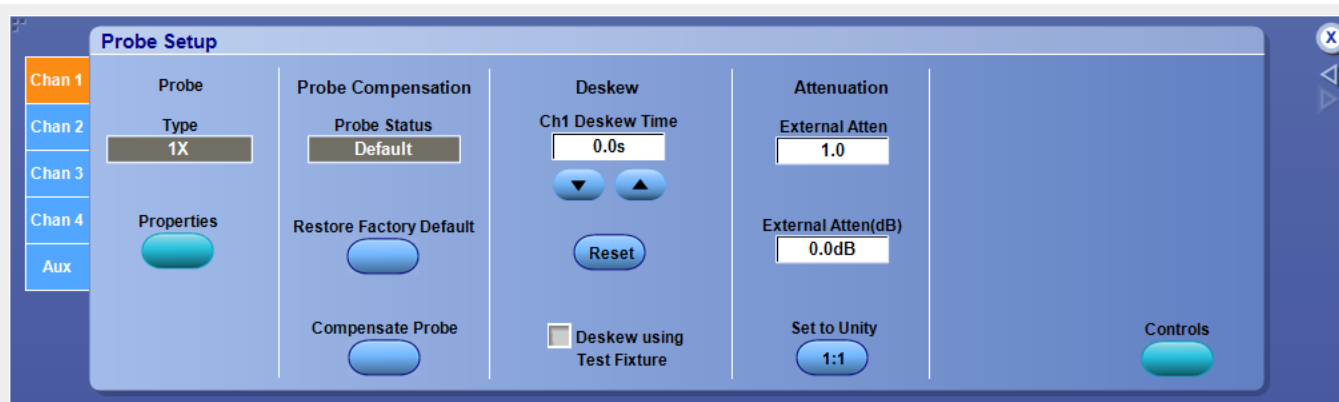 Probe Setup
X
Chan 1
Chan 2
Chan 3
Chan 4
Aux
Probe
Type
1X
Properties
Probe Compensation
Probe Status
Default
Restore Factory Default
Compensate Probe
Deskew
Ch1 Deskew Time
0.0s
Reset
Deskew using
Test Fixture
Attenuation
External Atten
1.0
External Atten(dB)
0.0dB
Set to Unity
1:1
Controls